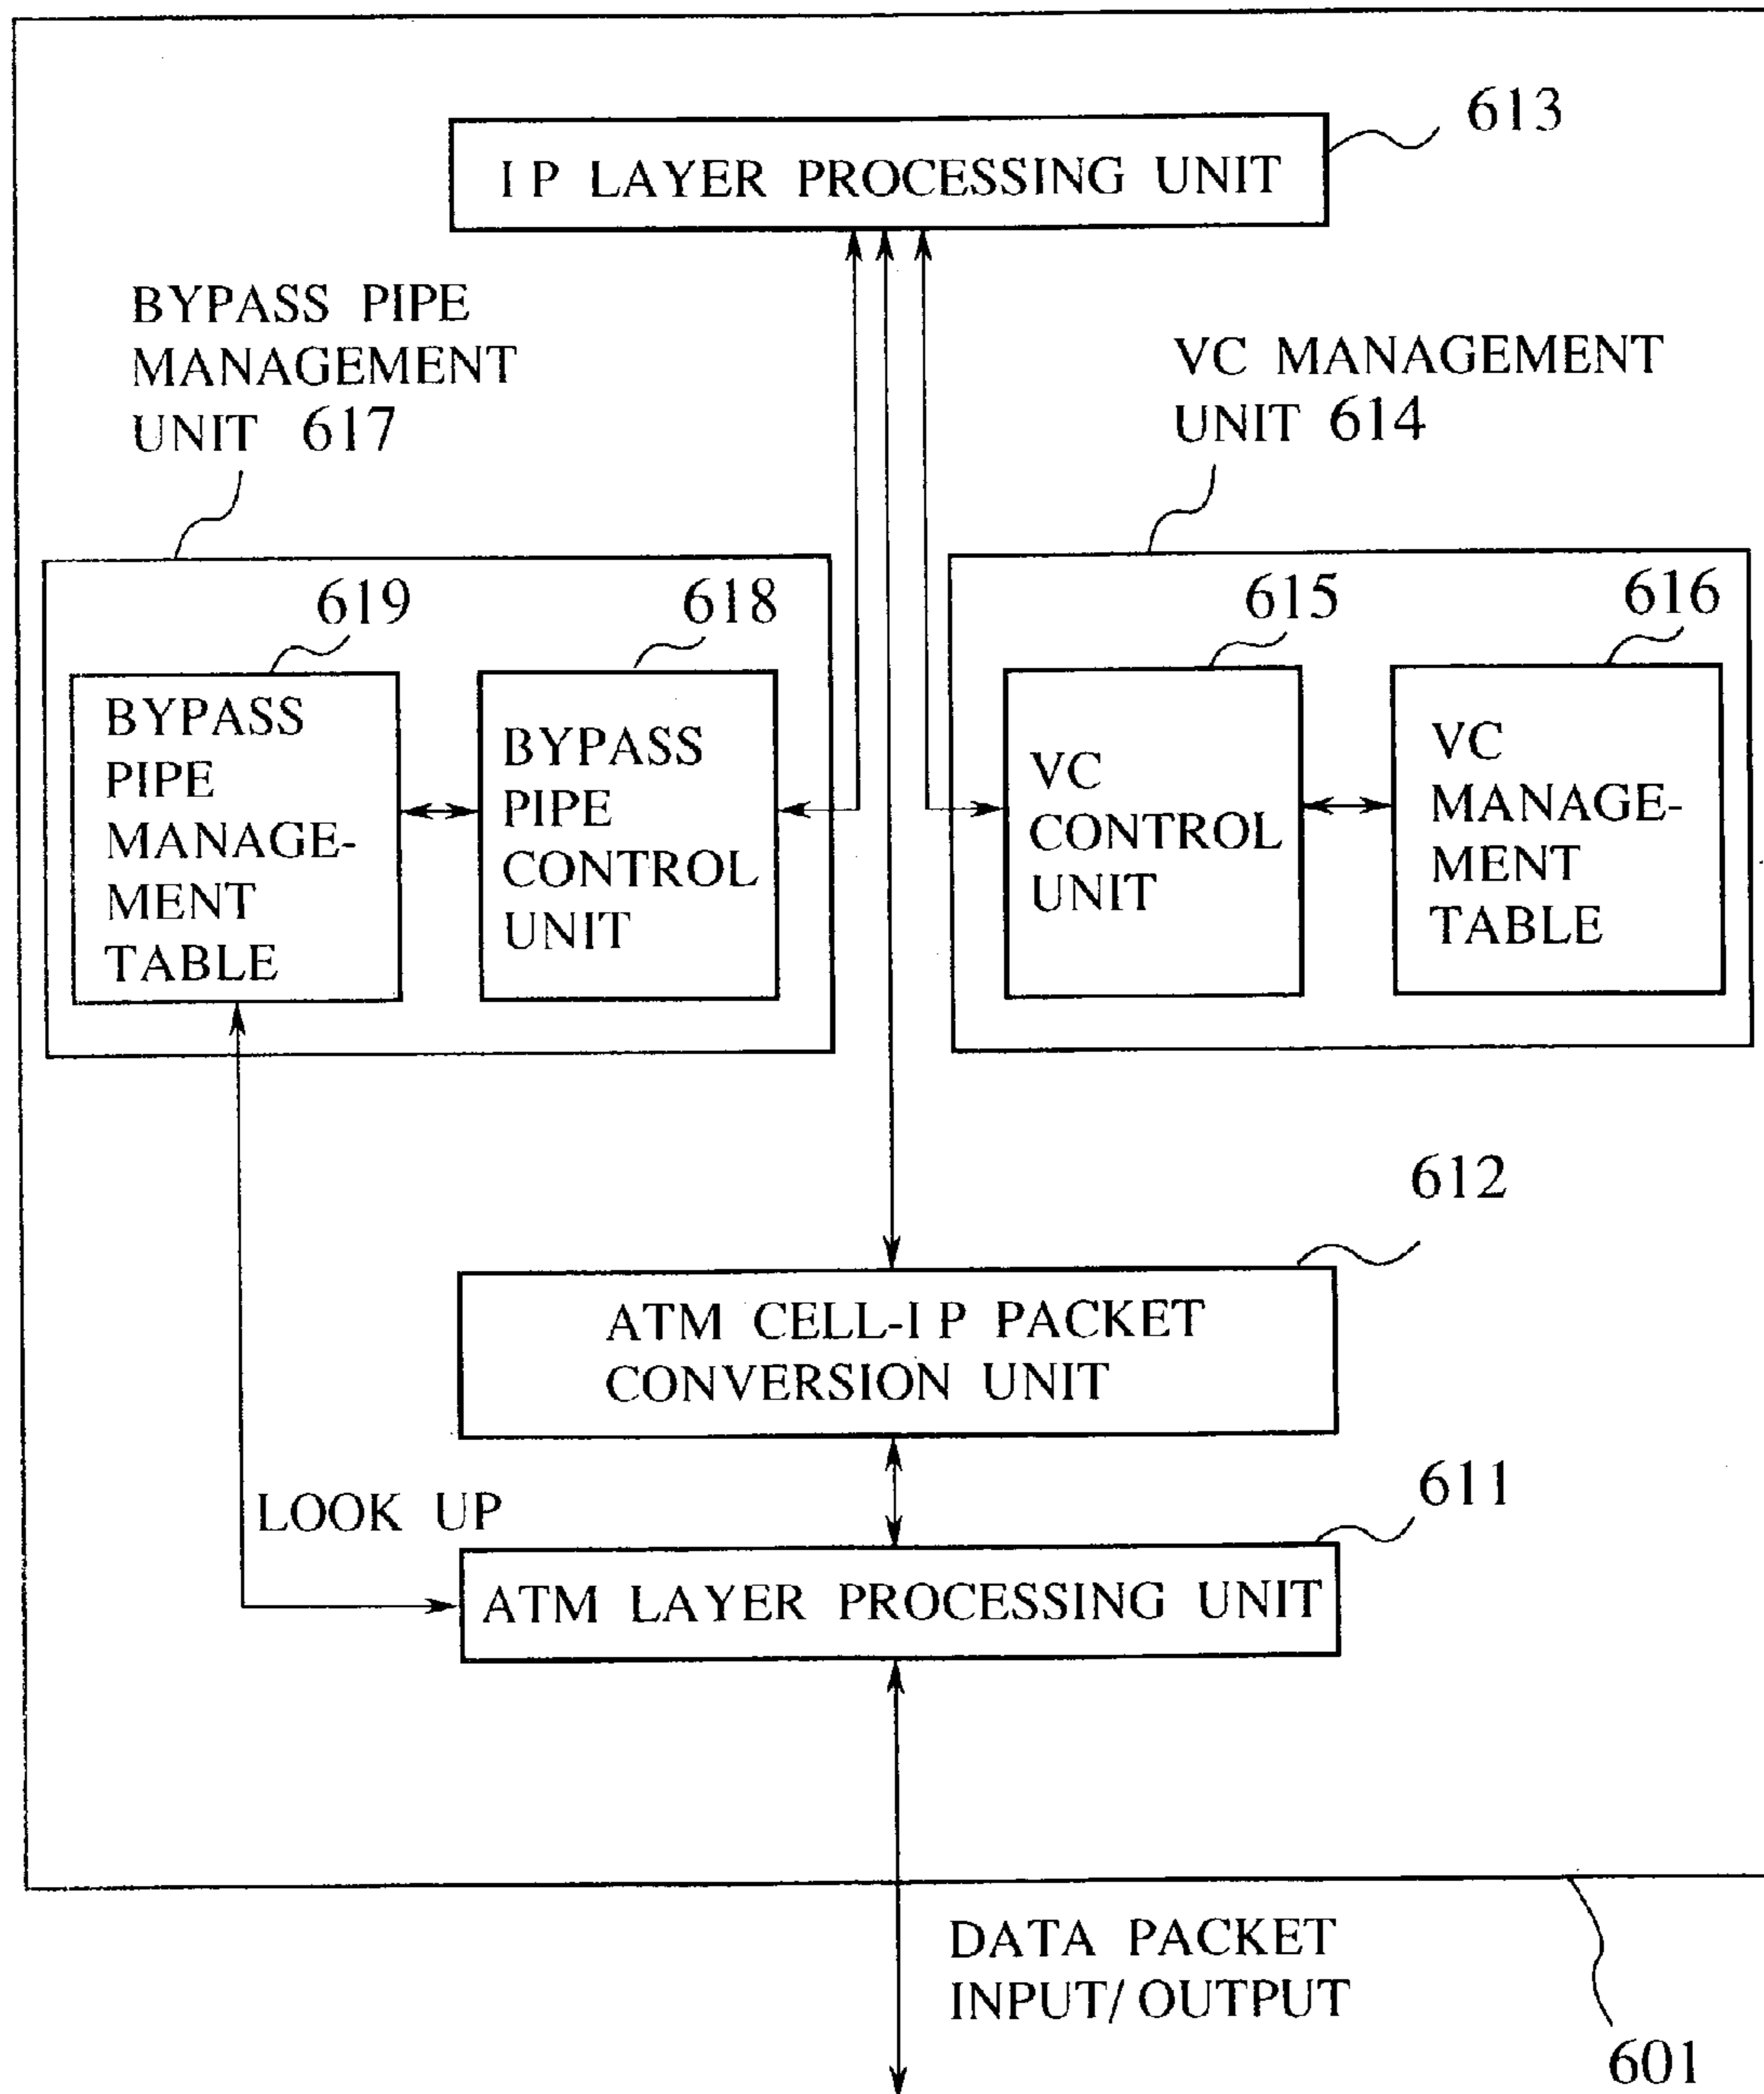 613
IP LAYER PROCESSING UNIT
BYPASS PIPE
MANAGEMENT
UNIT 617
VC MANAGEMENT
UNIT 614
619
618
615
616
BYPASS
PIPE
MANAGE-
MENT
TABLE
BYPASS
PIPE
CONTROL
UNIT
VC
CONTROL
UNIT
VC
MANAGE-
MENT
TABLE
612
ATM CELL-IP PACKET
CONVERSION UNIT
LOOK UP
611
ATM LAYER PROCESSING UNIT
DATA PACKET
INPUT/OUTPUT
601